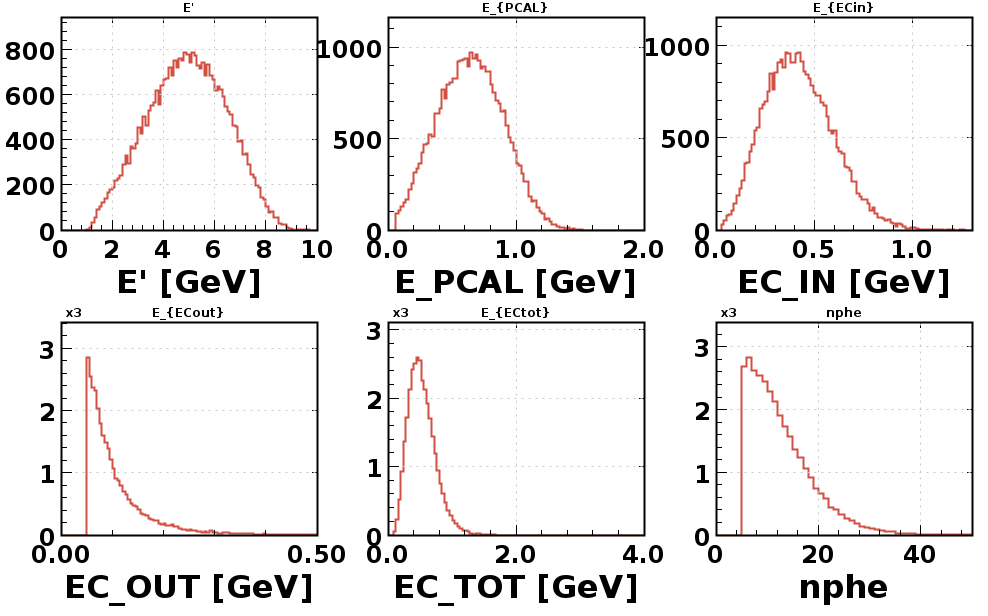 E'
800
600
400
200
0
0 2 4 6 8 10
E' [GeV]
E_{PCAL}
1000
500
0
0.0 1.0 2.0
E_PCAL [GeV]
E_{ECin}
1000
500
0
0.0 0.5 1.0
EC_IN [GeV]
x3 E_{ECout}
3
2
1
0
0.00 0.50
EC_OUT [GeV]
x3 E_{ECtot}
3
2
1
0
0.0 2.0 4.0
EC_TOT [GeV]
x3 nphe
3
2
1
0
0 20 40
nphe